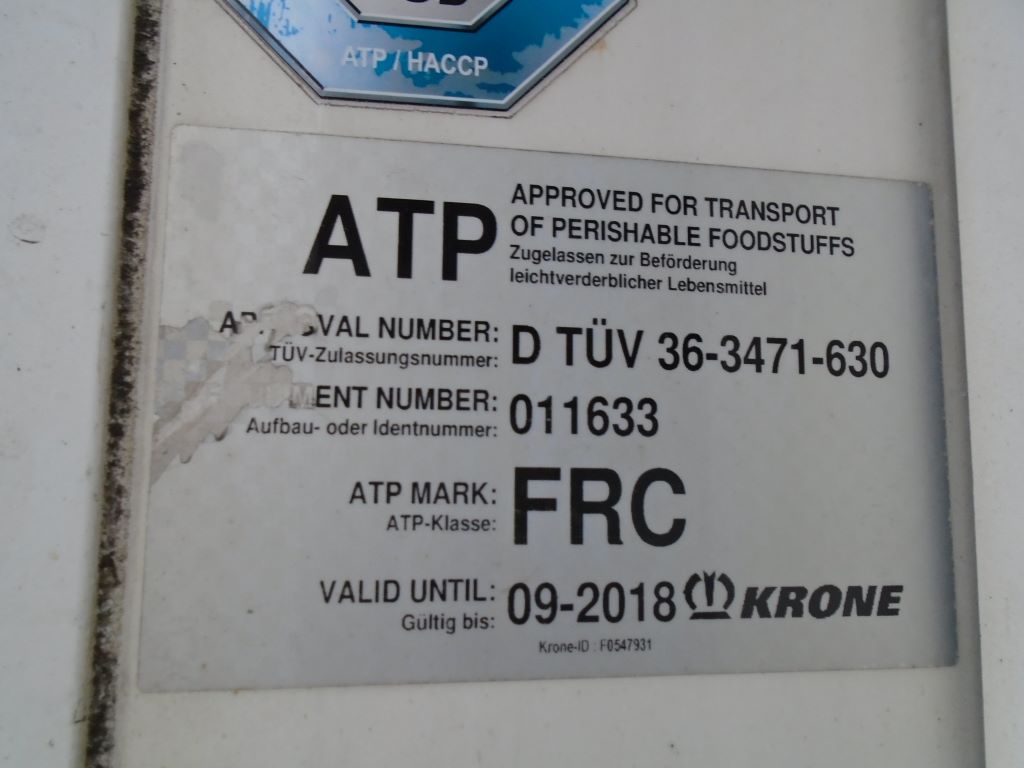 ATP / HACCP
ATP
APPROVED FOR TRANSPORT
OF PERISHABLE FOODSTUFFS
Zugelassen zur Beförderung
leichtverderblicher Lebensmittel
NUMBER: D TÜV 36-3471-630
TÜV-Zulassungsnummer:
NUMBER: 011633
Aufbau- oder Identnummer:
ATP MARK: FRC
ATP-Klasse:
VALID UNTIL: 09-2018 KRONE
Gültig bis:
Krone-ID : F0547931